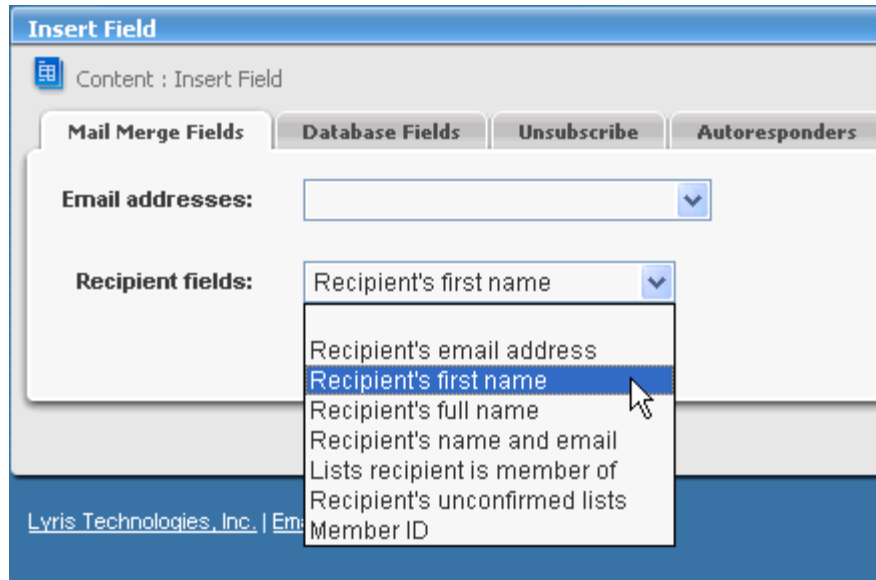 Insert Field
Content : Insert Field
Mail Merge Fields Database Fields Unsubscribe Autoresponders
Email addresses:
Recipient fields: Recipient's first name
Recipient's email address
Recipient's first name
Recipient's full name
Recipient's name and email
Lists recipient is member of
Recipient's unconfirmed lists
Member ID
Lyris Technologies, Inc. |